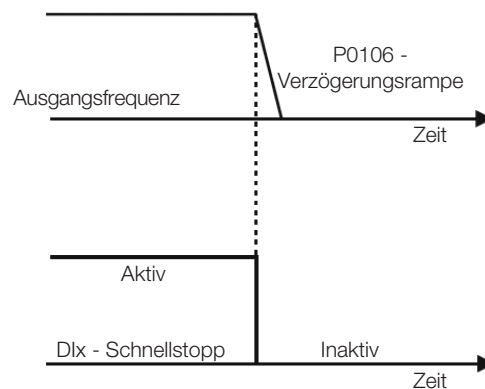 P0106 -
Verzögerungsrampe
Ausgangsfrequenz
Zeit
Aktiv
DIx - Schnellstopp
Inaktiv
Zeit